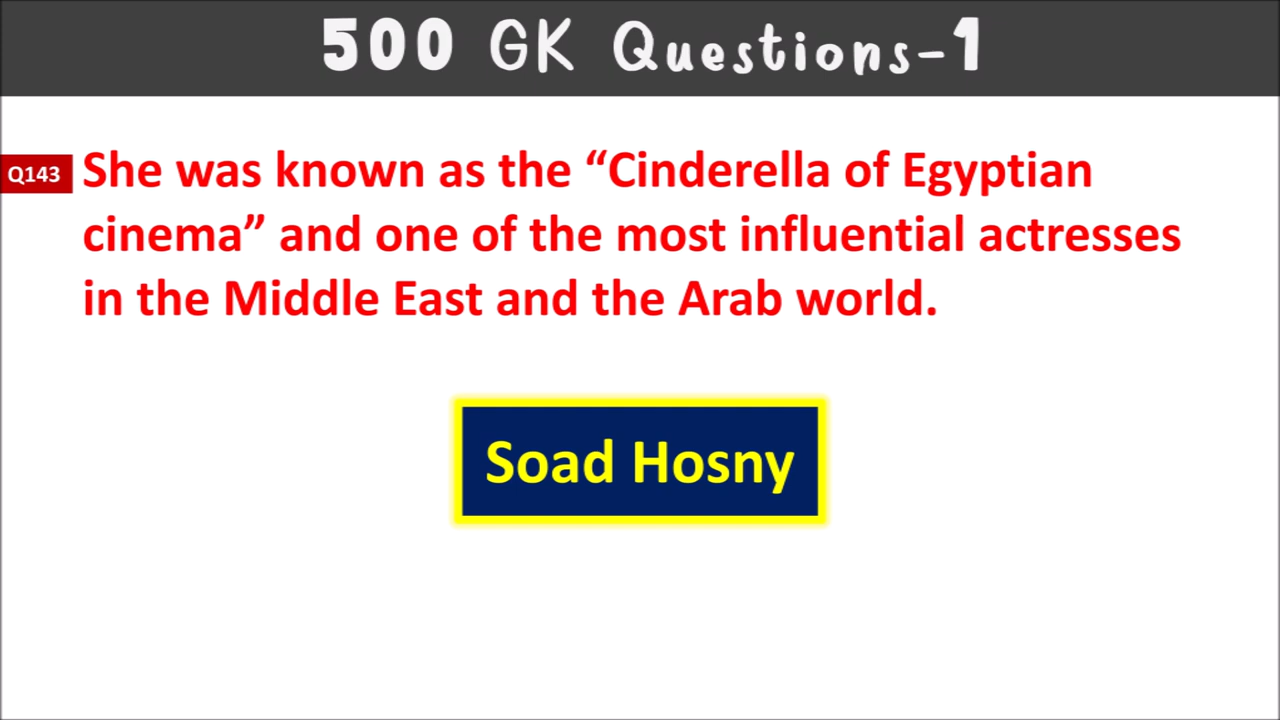 500 GK Questions-1
Q143
She was known as the “Cinderella of Egyptian
cinema” and one of the most influential actresses
in the Middle East and the Arab world.
Soad Hosny